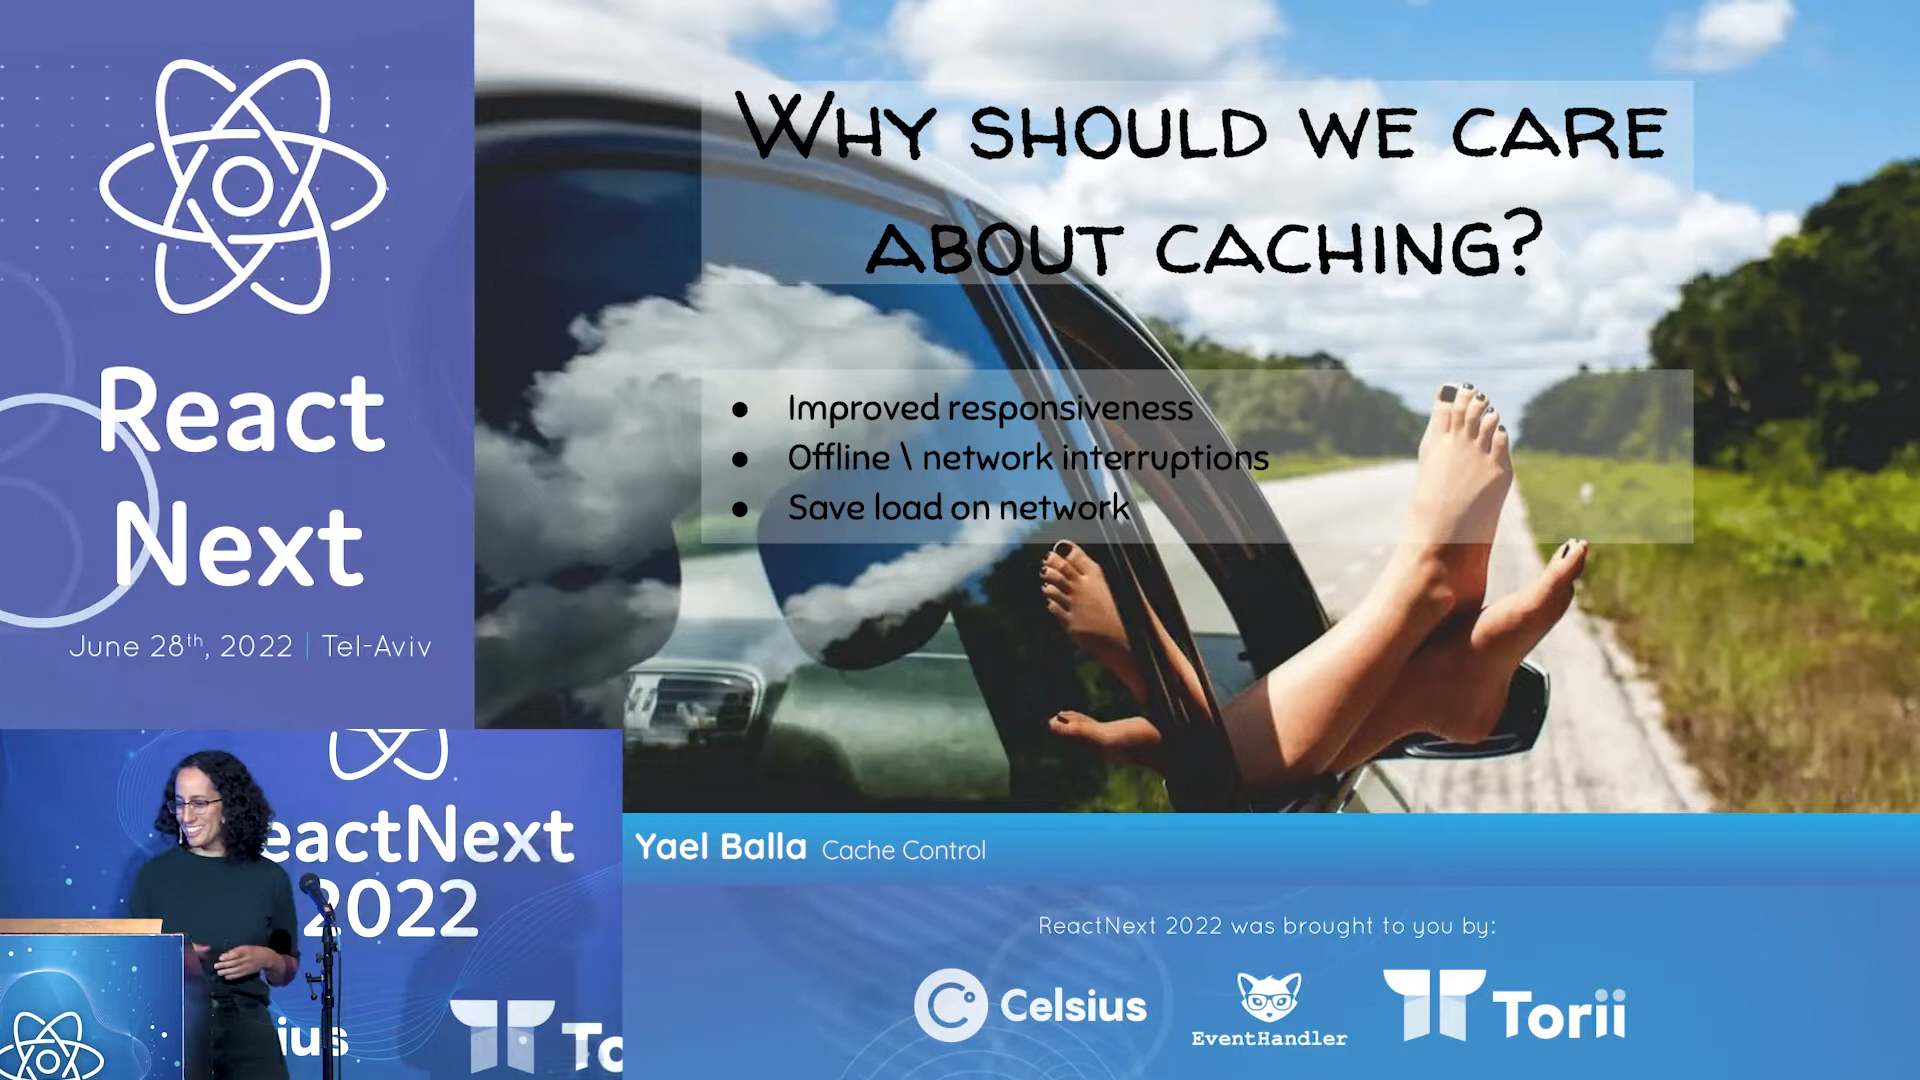 React
Next
June 28th, 2022 | Tel-Aviv
Why should we care
about caching?
● Improved responsiveness
● Offline \ network interruptions
● Save load on network
eactNext
2022
ius
To
Yael Balla Cache Control
ReactNext 2022 was brought to you by:
Celsius
EventHandler
Torii